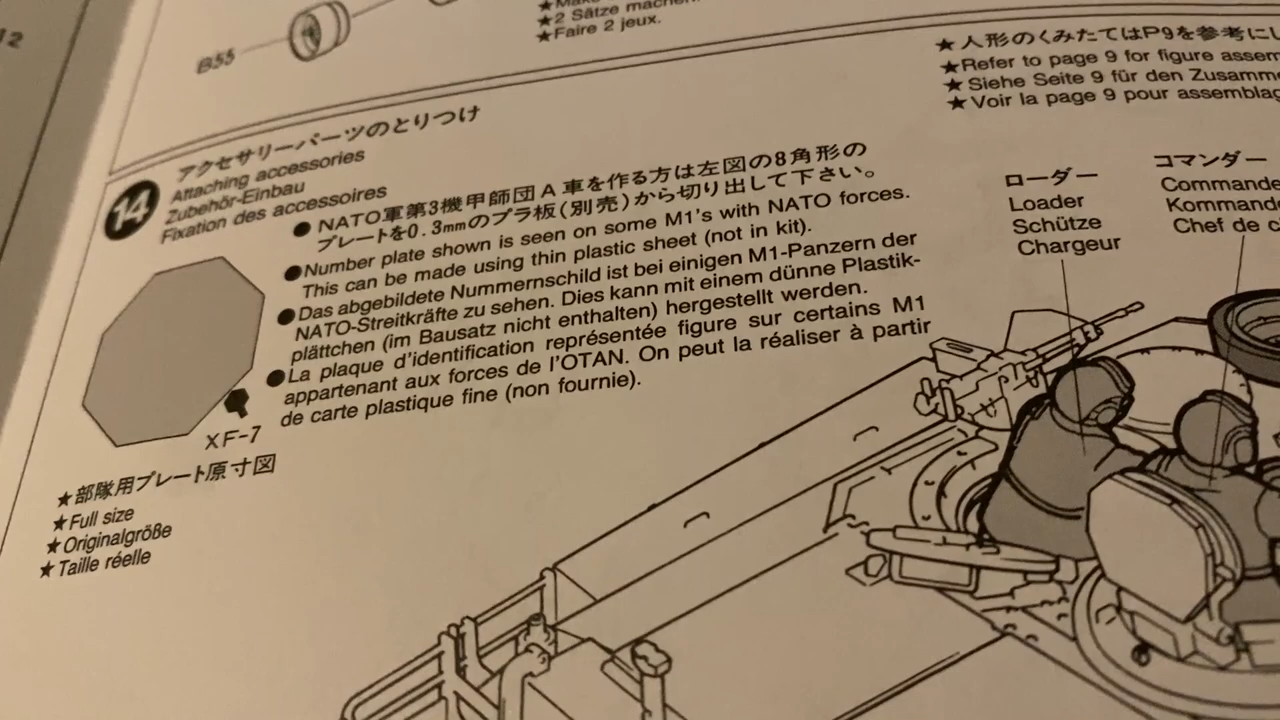 12
B55
★2 Sätze machen.
★Faire 2 jeux.
★人形のくみたてはP9を参考にし
★Refer to page 9 for figure assem
★Siehe Seite 9 für den Zusamme
★Voir la page 9 pour assemblag
14
アクセサリーパーツのとりつけ
Attaching accessories
Zubehör-Einbau
Fixation des accessoires
●NATO軍第3機甲師団A車を作る方は左図の8角形の
プレートを0.3mmのプラ板(別売)から切り出して下さい。
●Number plate shown is seen on some M1's with NATO forces.
This can be made using thin plastic sheet (not in kit).
●Das abgebildete Nummernschild ist bei einigen M1-Panzern der
NATO-Streitkräfte zu sehen. Dies kann mit einem dünne Plastik-
plättchen (im Bausatz nicht enthalten) hergestellt werden.
●La plaque d'identification représentée figure sur certains M1
appartenant aux forces de l'OTAN. On peut la réaliser à partir
de carte plastique fine (non fournie).
XF-7
★部隊用プレート原寸図
★Full size
★Originalgröße
★Taille réelle
ローダー
Loader
Schütze
Chargeur
コマンダー
Commande
Kommand
Chef de c